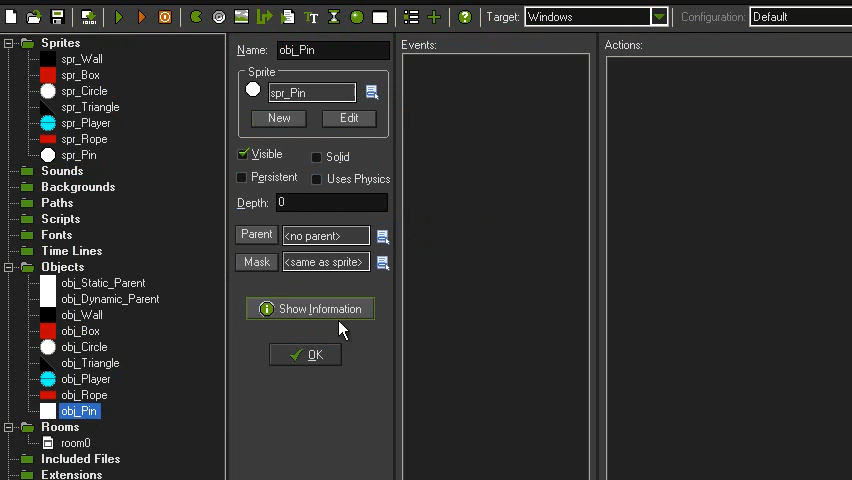 Target: Windows
Configuration: Default
Sprites
spr_Wall
spr_Box
spr_Circle
spr_Triangle
spr_Player
spr_Rope
spr_Pin
Sounds
Backgrounds
Paths
Scripts
Fonts
Time Lines
Objects
obj_Static_Parent
obj_Dynamic_Parent
obj_Wall
obj_Box
obj_Circle
obj_Triangle
obj_Player
obj_Rope
obj_Pin
Rooms
room0
Included Files
Extensions
Name: obj_Pin
Sprite
spr_Pin
New Edit
Visible Solid
Persistent Uses Physics
Depth: 0
Parent <no parent>
Mask <same as sprite>
Show Information
OK
Events:
Actions: